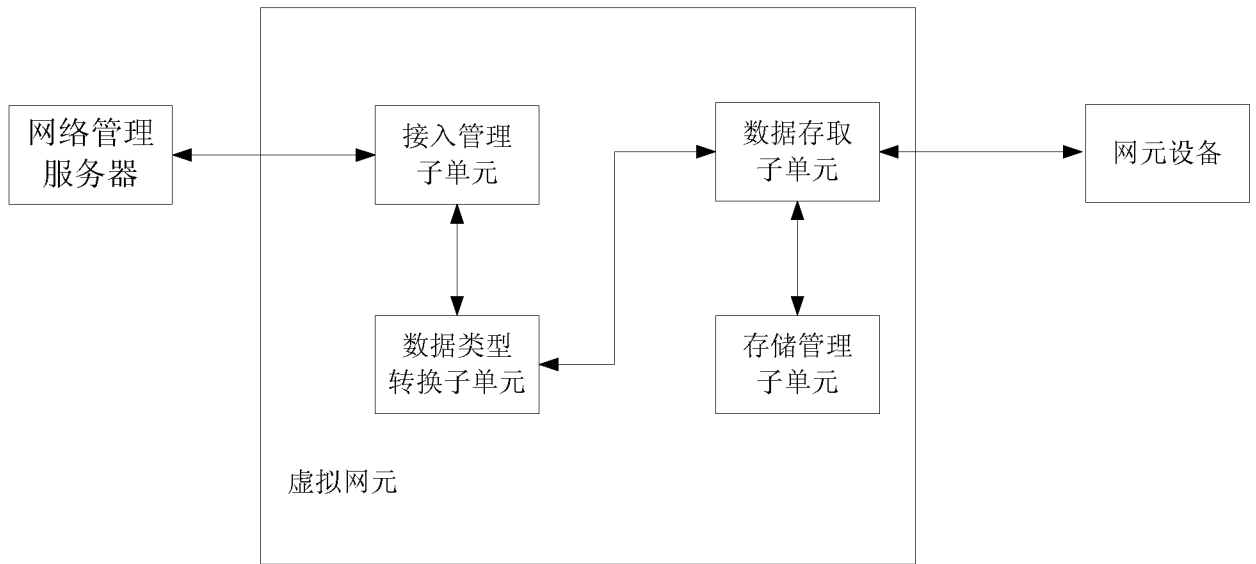 网络管理
服务器
接入管理
子单元
数据存取
子单元
网元设备
数据类型
转换子单元
存储管理
子单元
虚拟网元